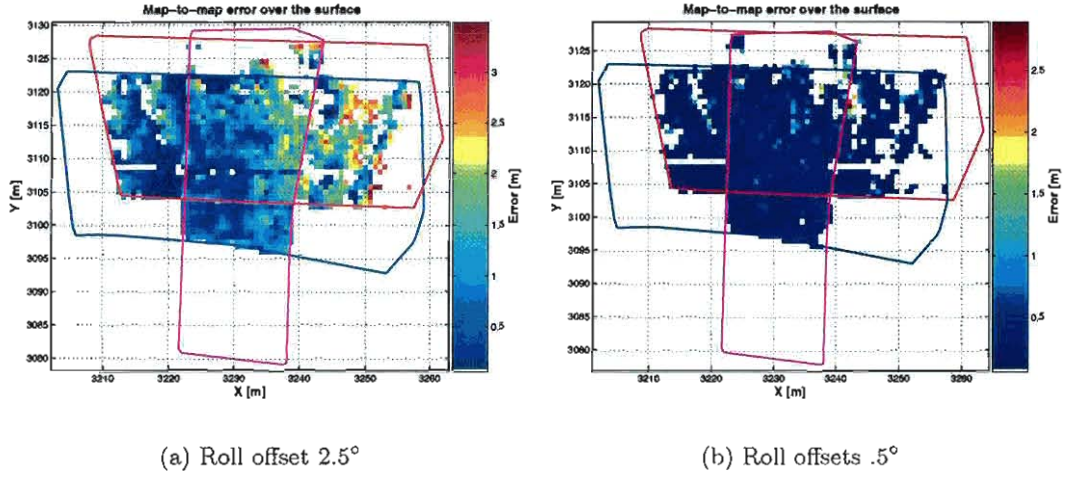 Map-to-map error over the surface
3130
3125
3120
3115
3110
3105
3100
3095
3090
3085
3080
Y [m]
3210 3220 3230 3240 3250 3260
X [m]
3
2.5
2
1.5
1
0.5
Error [m]
(a) Roll offset 2.5°
Map-to-map error over the surface
3125
3120
3115
3110
3105
3100
3095
3090
3085
3080
Y [m]
3210 3220 3230 3240 3250 3260
X [m]
2.5
2
1.5
1
0.5
Error [m]
(b) Roll offsets .5°